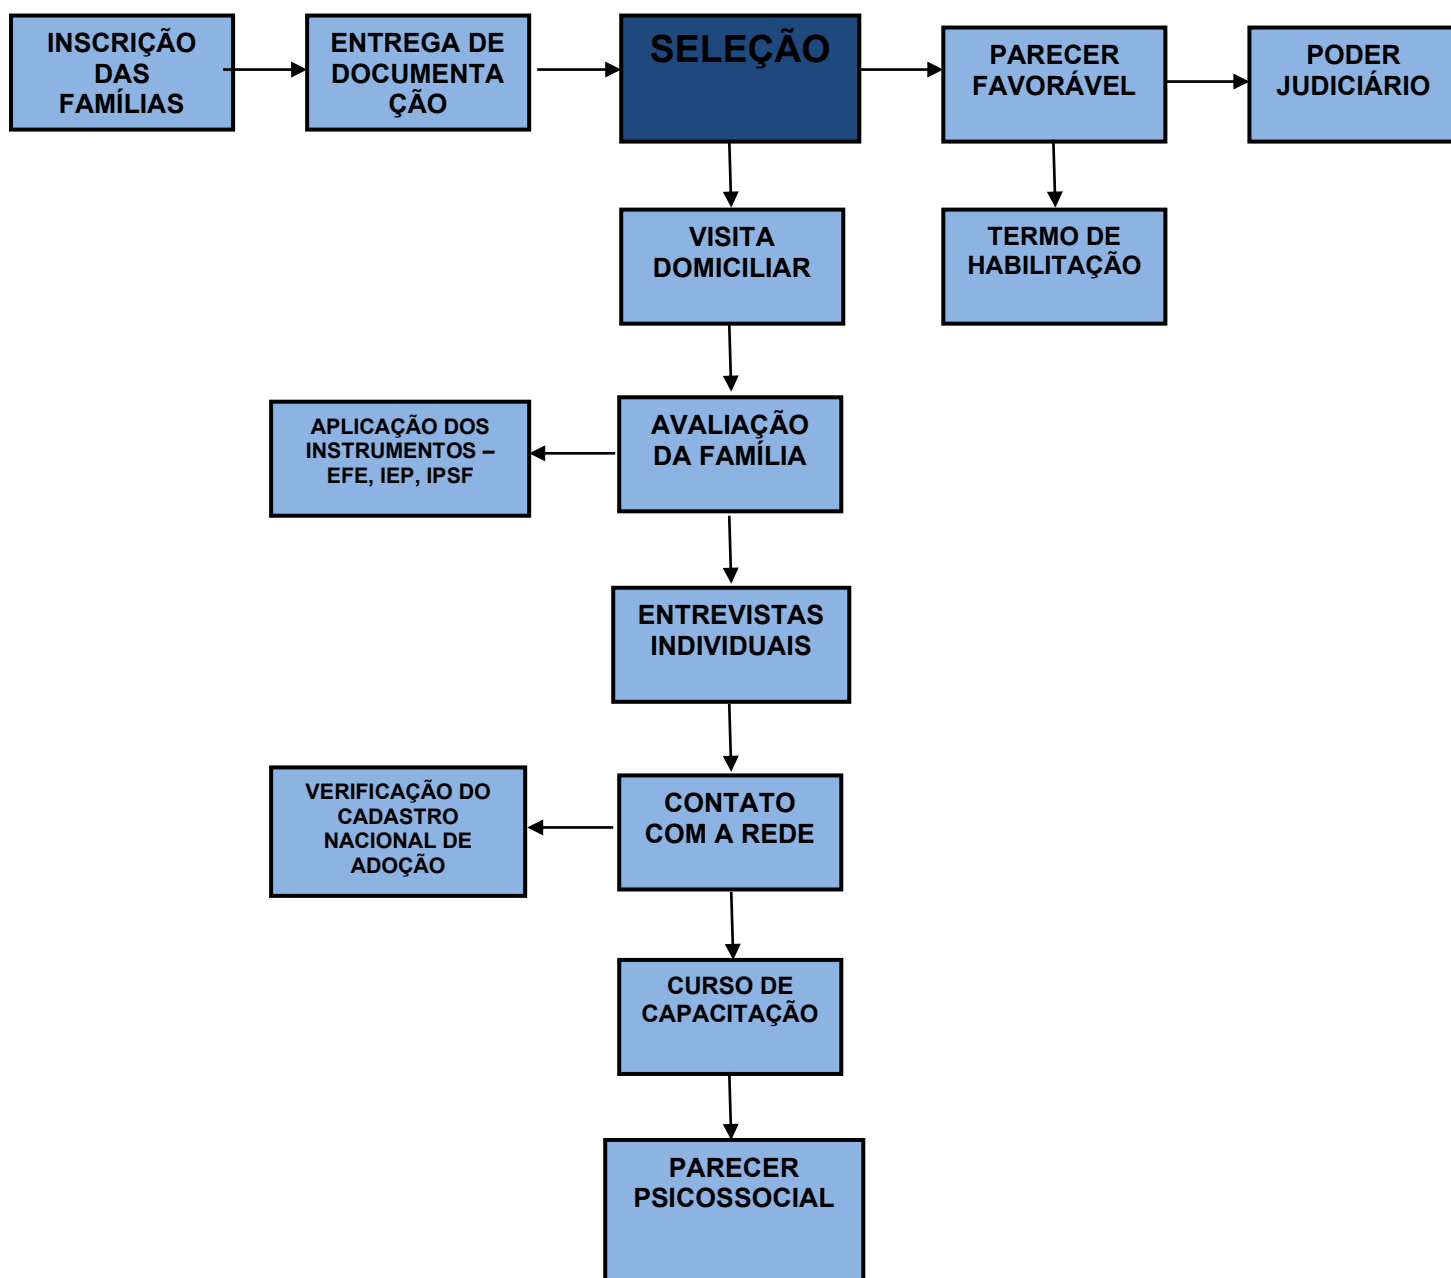 INSCRIÇÃO
DAS
FAMÍLIAS
ENTREGA DE
DOCUMENTA
ÇÃO
SELEÇÃO
PARECER
FAVORÁVEL
PODER
JUDICIÁRIO
VISITA
DOMICILIAR
TERMO DE
HABILITAÇÃO
APLICAÇÃO DOS
INSTRUMENTOS –
EFE, IEP, IPSF
AVALIAÇÃO
DA FAMÍLIA
ENTREVISTAS
INDIVIDUAIS
VERIFICAÇÃO DO
CADASTRO
NACIONAL DE
ADOÇÃO
CONTATO
COM A REDE
CURSO DE
CAPACITAÇÃO
PARECER
PSICOSSOCIAL